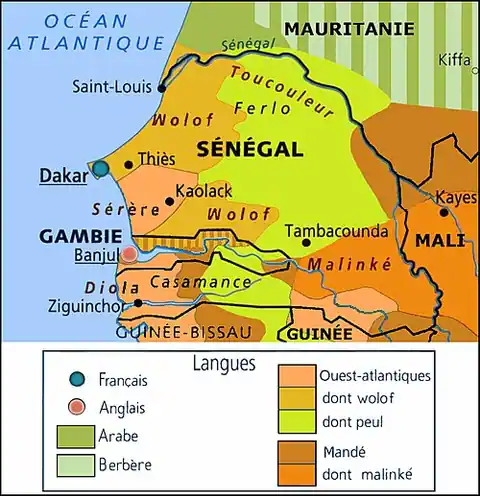 OCÉAN
ATLANTIQUE
MAURITANIE
Sénégal
Kiffa
Saint-Louis
Toucouleur
Ferlo
Wolof
SÉNÉGAL
Thiès
Dakar
Kaolack
Kayes
Sérère
Wolof
GAMBIE
Tambacounda
MALI
Banjul
Malinké
Diola
Casamance
Ziguinchor
GUINÉE-BISSAU
GUINÉE
Langues
Français
Anglais
Arabe
Berbère
Ouest-atlantiques
dont wolof
dont peul
Mandé
dont malinké